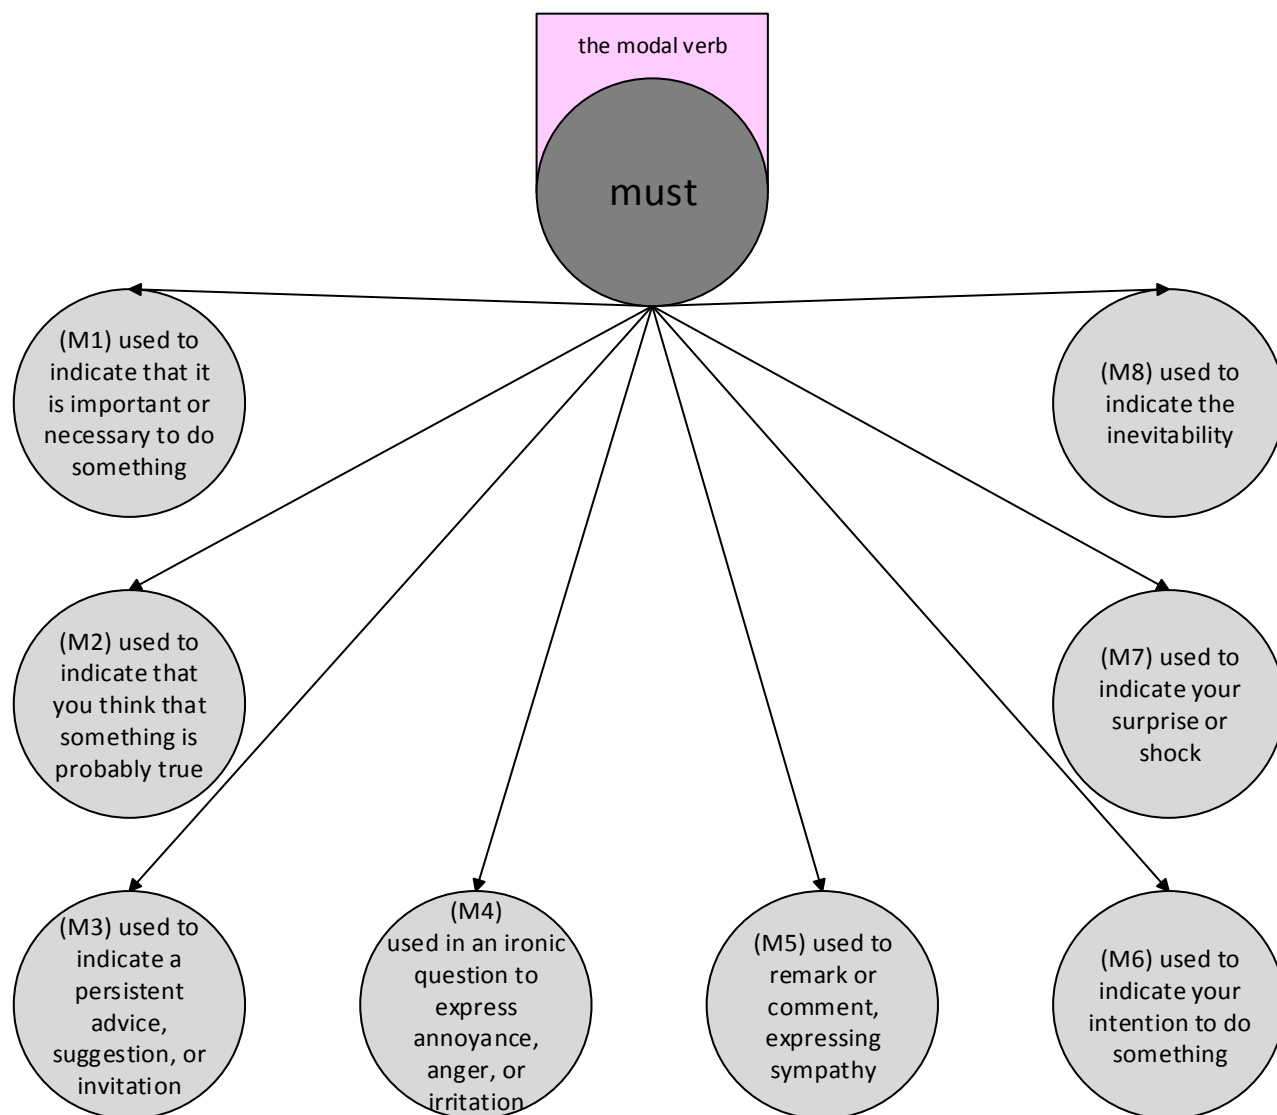 the modal verb
must
(M1) used to
indicate that it
is important or
necessary to do
something
(M8) used to
indicate the
inevitability
(M2) used to
indicate that
you think that
something is
probably true
(M7) used to
indicate your
surprise or
shock
(M3) used to
indicate a
persistent
advice,
suggestion, or
invitation
(M4)
used in an ironic
question to
express
annoyance,
anger, or
irritation
(M5) used to
remark or
comment,
expressing
sympathy
(M6) used to
indicate your
intention to do
something